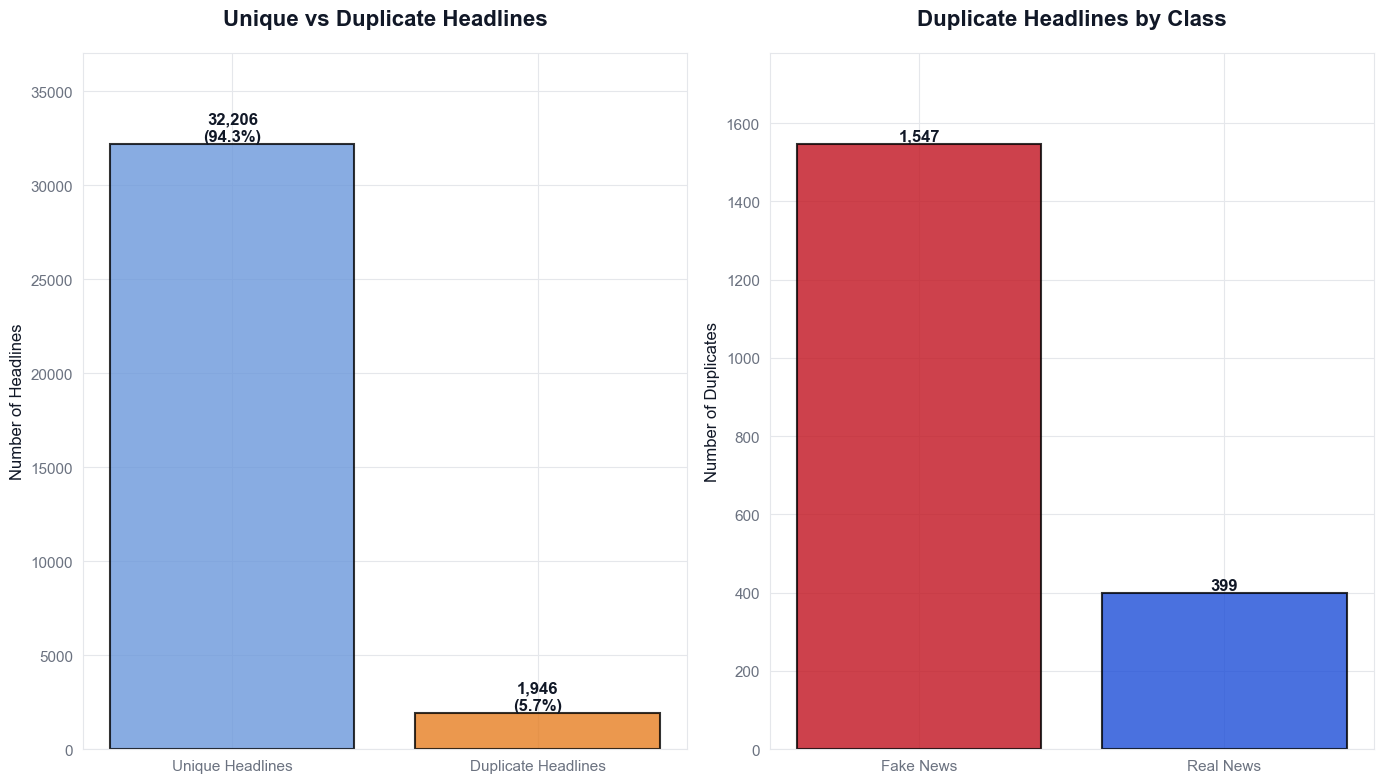 Unique vs Duplicate Headlines
Number of Headlines
35000
30000
25000
20000
15000
10000
5000
0
32,206
(94.3%)
1,946
(5.7%)
Unique Headlines
Duplicate Headlines
Duplicate Headlines by Class
Number of Duplicates
1600
1400
1200
1000
800
600
400
200
0
1,547
399
Fake News
Real News